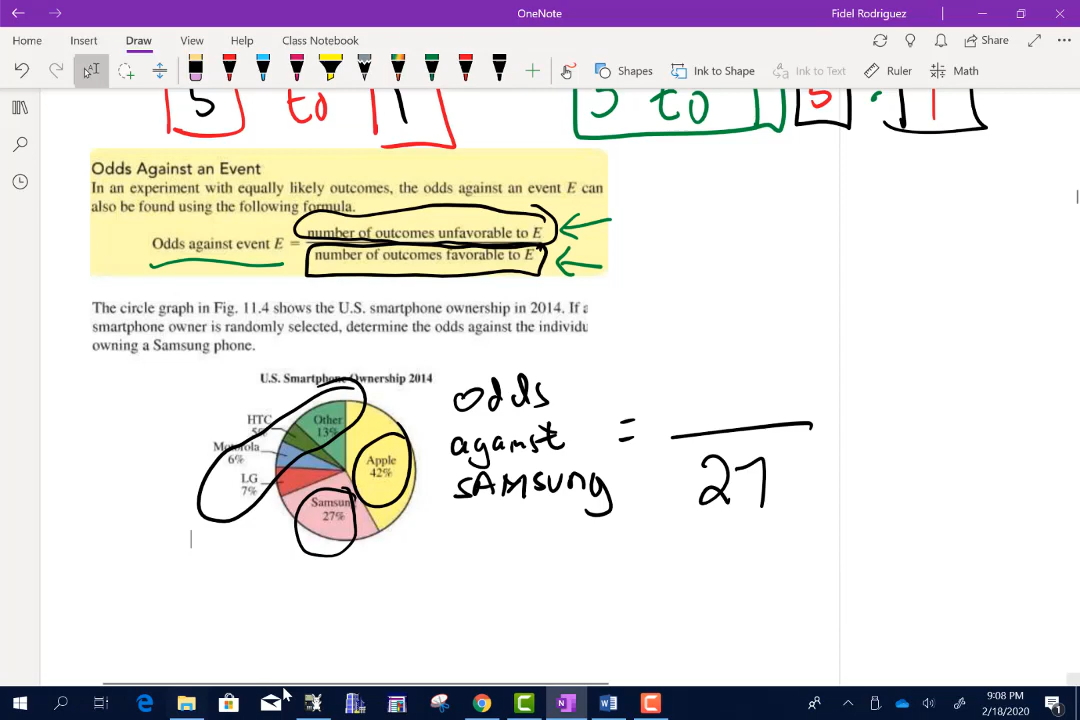 OneNote
Fidel Rodriguez
Home Insert Draw View Help Class Notebook
Share
Shapes Ink to Shape Ink to Text Ruler Math
5 to 1 5 to 1 5 : 1
Odds Against an Event
In an experiment with equally likely outcomes, the odds against an event E can
also be found using the following formula.
Odds against event E = number of outcomes unfavorable to E
number of outcomes favorable to E
The circle graph in Fig. 11.4 shows the U.S. smartphone ownership in 2014. If a
smartphone owner is randomly selected, determine the odds against the individu
owning a Samsung phone.
U.S. Smartphone Ownership 2014
HTC
5%
Motorola
6%
LG
7%
Other
13%
Apple
42%
Samsun
27%
odds
against
SAMSUng
=
27
9:08 PM
2/18/2020